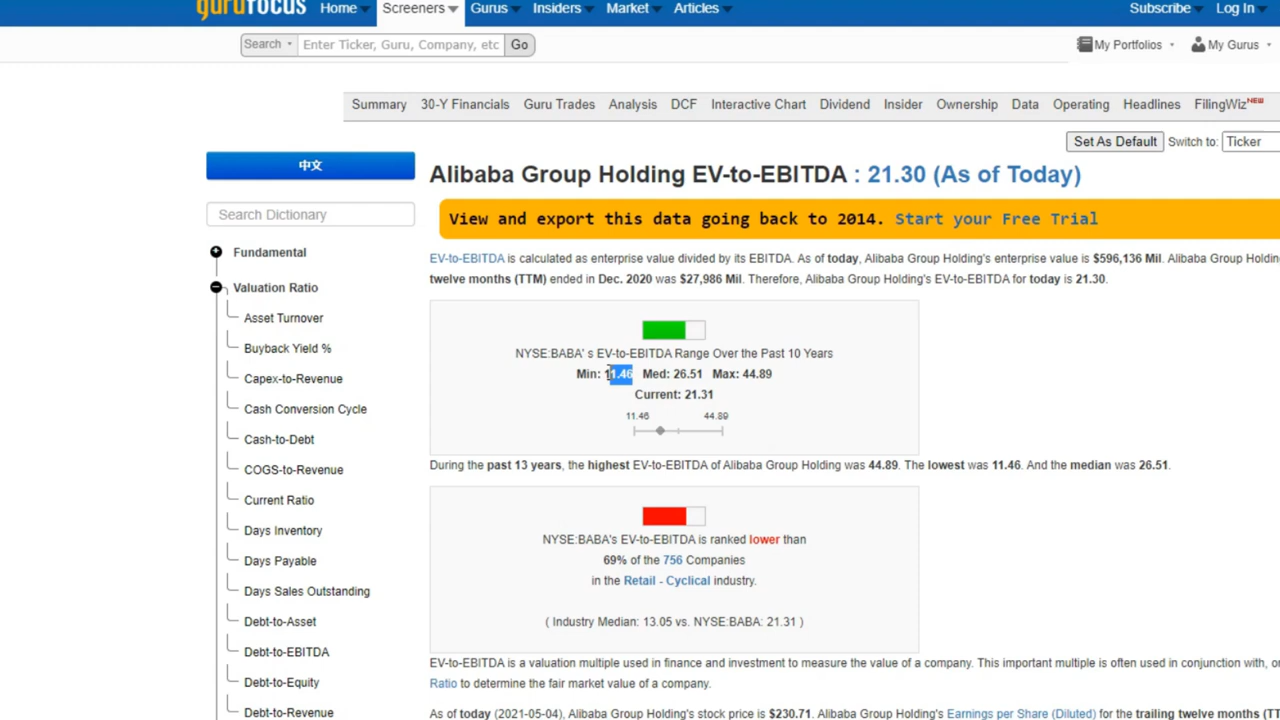 gurufocus Home Screeners Gurus Insiders Market Articles Subscribe Log In
Search Enter Ticker, Guru, Company, etc Go My Portfolios My Gurus
Summary 30-Y Financials Guru Trades Analysis DCF Interactive Chart Dividend Insider Ownership Data Operating Headlines FilingWiz NEW
Set As Default Switch to: Ticker
中文
Search Dictionary
Fundamental
Valuation Ratio
Asset Turnover
Buyback Yield %
Capex-to-Revenue
Cash Conversion Cycle
Cash-to-Debt
COGS-to-Revenue
Current Ratio
Days Inventory
Days Payable
Days Sales Outstanding
Debt-to-Asset
Debt-to-EBITDA
Debt-to-Equity
Debt-to-Revenue
Alibaba Group Holding EV-to-EBITDA : 21.30 (As of Today)
View and export this data going back to 2014. Start your Free Trial
EV-to-EBITDA is calculated as enterprise value divided by its EBITDA. As of today, Alibaba Group Holding's enterprise value is $596,136 Mil. Alibaba Group
twelve months (TTM) ended in Dec. 2020 was $27,986 Mil. Therefore, Alibaba Group Holding's EV-to-EBITDA for today is 21.30.
NYSE:BABA' s EV-to-EBITDA Range Over the Past 10 Years
Min: 11.46 Med: 26.51 Max: 44.89
Current: 21.31
11.46 44.89
During the past 13 years, the highest EV-to-EBITDA of Alibaba Group Holding was 44.89. The lowest was 11.46. And the median was 26.51.
NYSE:BABA's EV-to-EBITDA is ranked lower than
69% of the 756 Companies
in the Retail - Cyclical industry.
( Industry Median: 13.05 vs. NYSE:BABA: 21.31 )
EV-to-EBITDA is a valuation multiple used in finance and investment to measure the value of a company. This important multiple is often used in conjunction with,
Ratio to determine the fair market value of a company.
As of today (2021-05-04), Alibaba Group Holding's stock price is $230.71. Alibaba Group Holding's Earnings per Share (Diluted) for the trailing twelve months